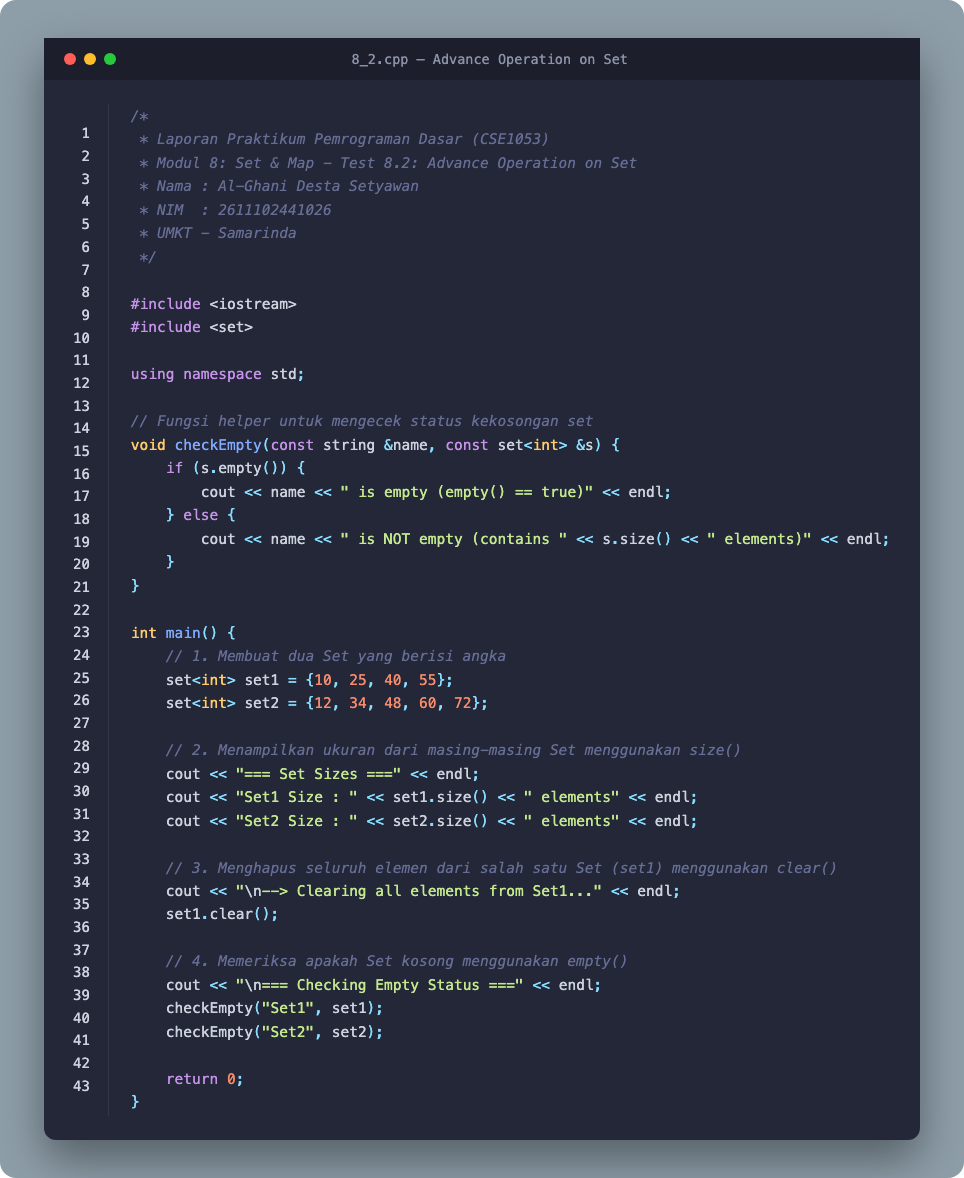 8_2.cpp — Advance Operation on Set
1 /*
2  * Laporan Praktikum Pemrograman Dasar (CSE1053)
3  * Modul 8: Set & Map - Test 8.2: Advance Operation on Set
4  * Nama : Al-Ghani Desta Setyawan
5  * NIM  : 2611102441026
6  * UMKT - Samarinda
7  */
8
9 #include <iostream>
10 #include <set>
11
12 using namespace std;
13
14 // Fungsi helper untuk mengecek status kekosongan set
15 void checkEmpty(const string &name, const set<int> &s) {
16     if (s.empty()) {
17         cout << name << " is empty (empty() == true)" << endl;
18     } else {
19         cout << name << " is NOT empty (contains " << s.size() << " elements)" << endl;
20     }
21 }
22
23 int main() {
24     // 1. Membuat dua Set yang berisi angka
25     set<int> set1 = {10, 25, 40, 55};
26     set<int> set2 = {12, 34, 48, 60, 72};
27
28     // 2. Menampilkan ukuran dari masing-masing Set menggunakan size()
29     cout << "=== Set Sizes ===" << endl;
30     cout << "Set1 Size : " << set1.size() << " elements" << endl;
31     cout << "Set2 Size : " << set2.size() << " elements" << endl;
32
33     // 3. Menghapus seluruh elemen dari salah satu Set (set1) menggunakan clear()
34     cout << "\n--> Clearing all elements from Set1..." << endl;
35     set1.clear();
36
37     // 4. Memeriksa apakah Set kosong menggunakan empty()
38     cout << "\n=== Checking Empty Status ===" << endl;
39     checkEmpty("Set1", set1);
40     checkEmpty("Set2", set2);
41
42     return 0;
43 }